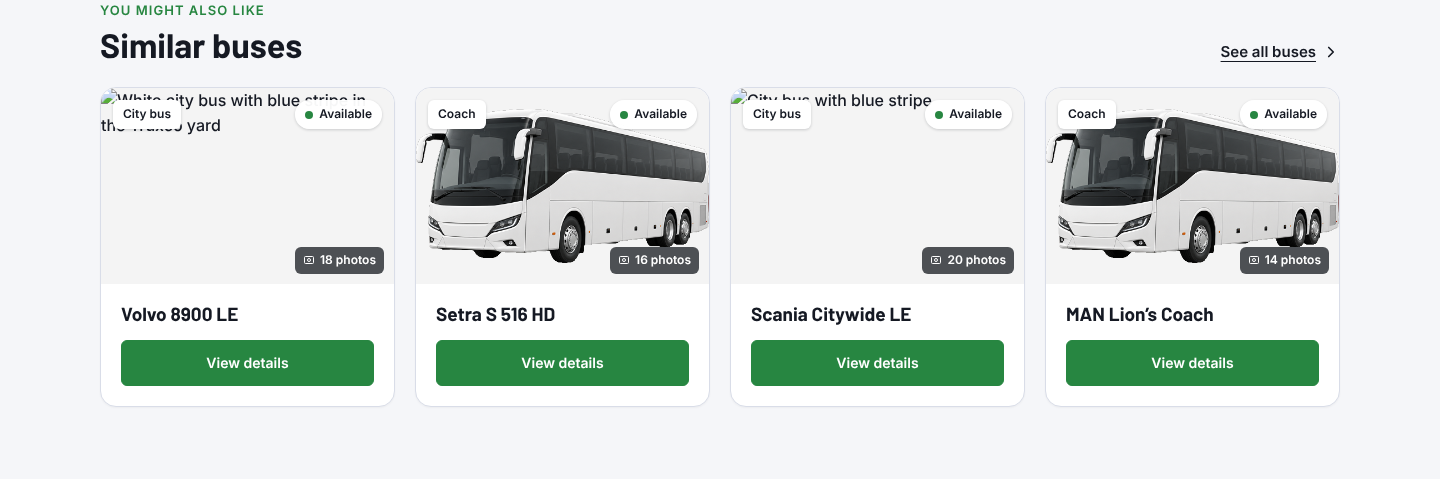 YOU MIGHT ALSO LIKE
Similar buses
See all buses
White city bus with blue stripe in
the Truxes yard
City bus
Available
18 photos
Volvo 8900 LE
View details
Coach
Available
16 photos
Setra S 516 HD
View details
City bus with blue stripe
City bus
Available
20 photos
Scania Citywide LE
View details
Coach
Available
14 photos
MAN Lion’s Coach
View details